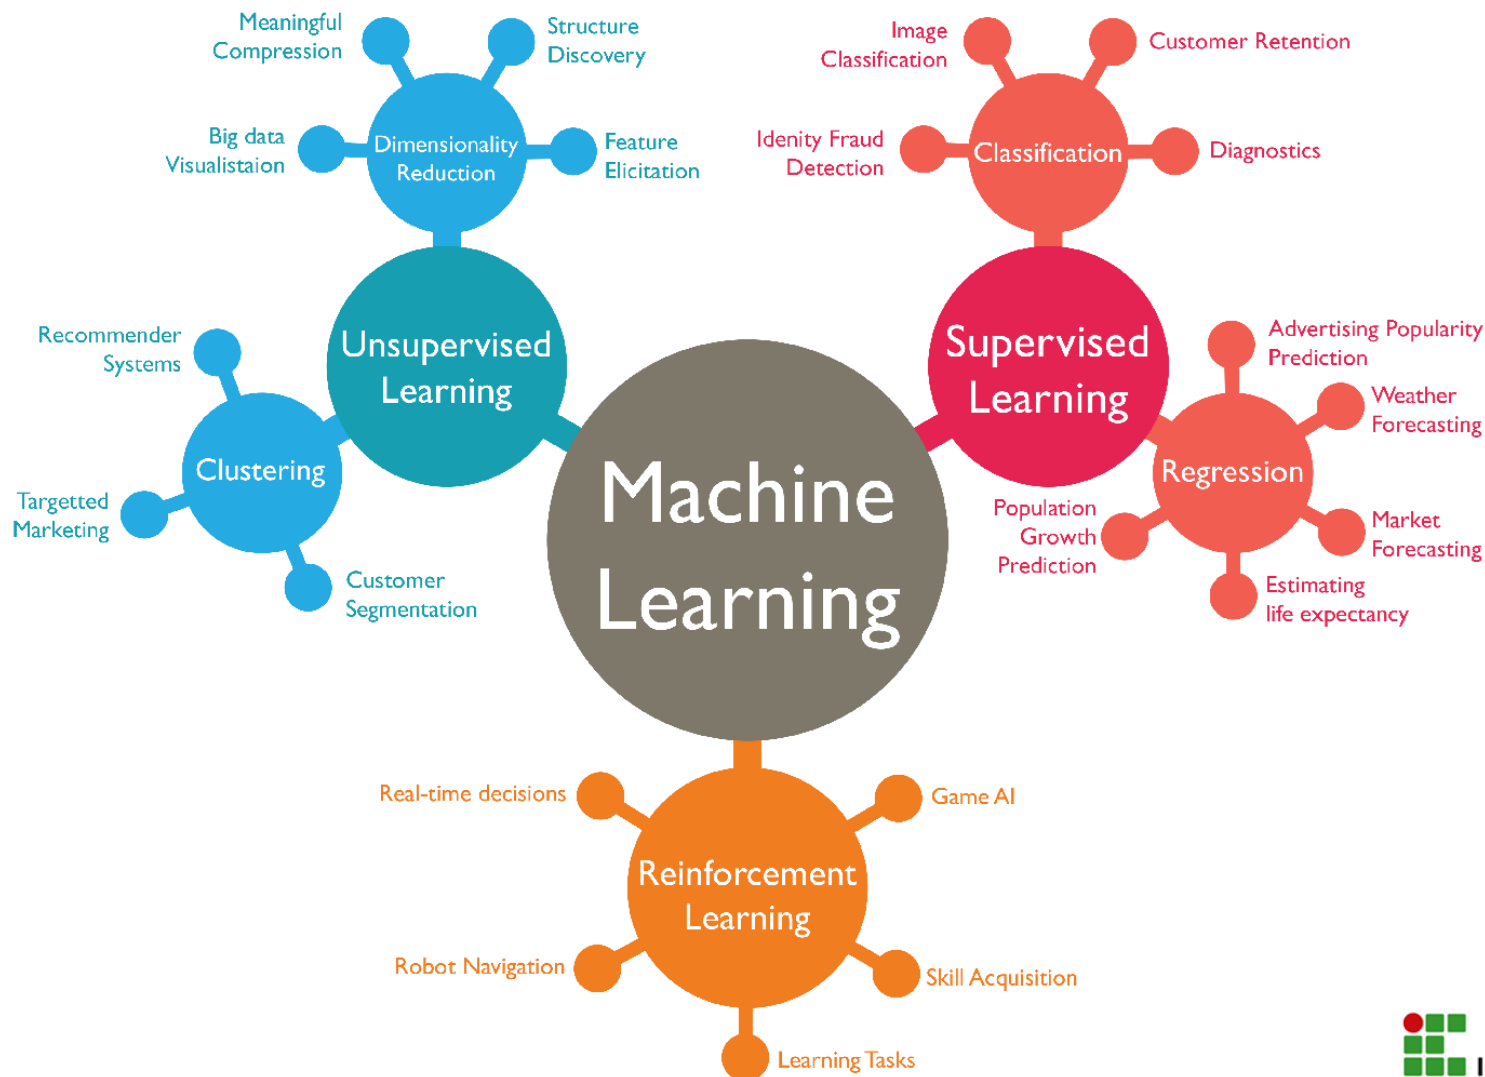 Meaningful
Compression
Structure
Discovery
Big data
Visualistaion
Dimensionality
Reduction
Feature
Elicitation
Image
Classification
Customer Retention
Idenity Fraud
Detection
Classification
Diagnostics
Recommender
Systems
Unsupervised
Learning
Clustering
Targetted
Marketing
Customer
Segmentation
Machine
Learning
Supervised
Learning
Advertising Popularity
Prediction
Weather
Forecasting
Regression
Population
Growth
Prediction
Market
Forecasting
Estimating
life expectancy
Real-time decisions
Game AI
Reinforcement
Learning
Robot Navigation
Skill Acquisition
Learning Tasks
I